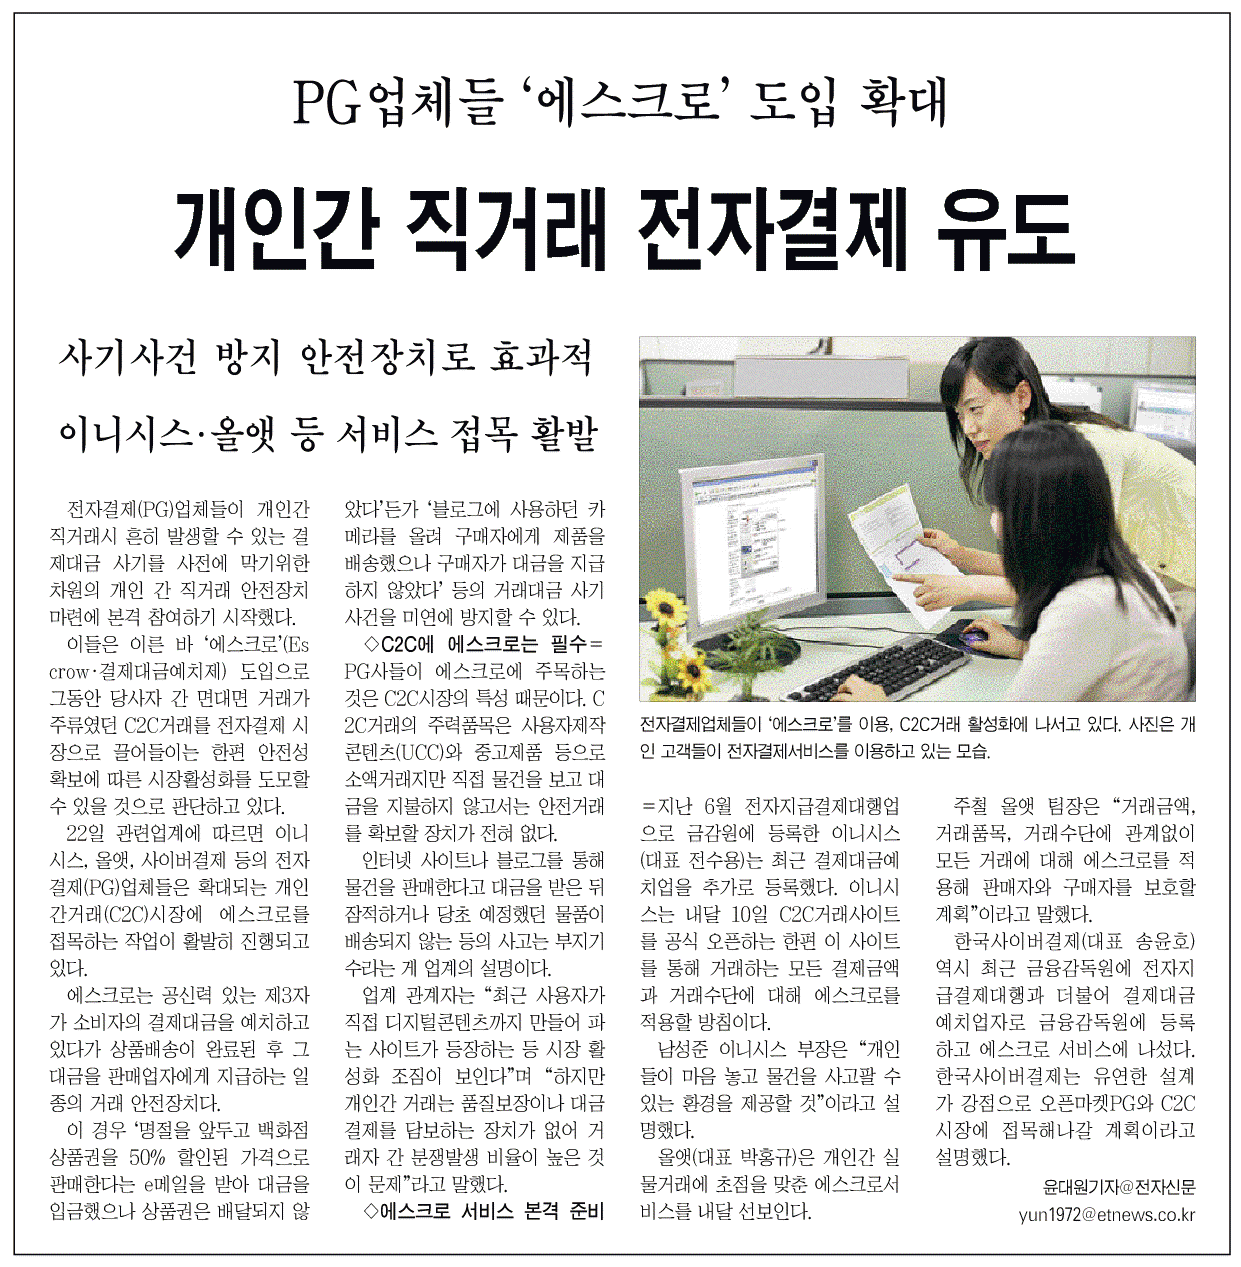 PG업체들 ‘에스크로’ 도입 확대
개인간 직거래 전자결제 유도
사기사건 방지 안전장치로 효과적
이니시스·올앳 등 서비스 접목 활발
전자결제(PG)업체들이 개인간
직거래시 흔히 발생할 수 있는 결
제대금 사기를 사전에 막기위한
차원의 개인 간 직거래 안전장치
마련에 본격 참여하기 시작했다.
이들은 이른 바 ‘에스크로’(Es
crow·결제대금예치제) 도입으로
그동안 당사자 간 면대면 거래가
주류였던 C2C거래를 전자결제 시
장으로 끌어들이는 한편 안전성
확보에 따른 시장활성화를 도모할
수 있을 것으로 판단하고 있다.
22일 관련업계에 따르면 이니
시스, 올앳, 사이버결제 등의 전자
결제(PG)업체들은 확대되는 개인
간거래(C2C)시장에 에스크로를
접목하는 작업이 활발히 진행되고
있다.
에스크로는 공신력 있는 제3자
가 소비자의 결제대금을 예치하고
있다가 상품배송이 완료된 후 그
대금을 판매업자에게 지급하는 일
종의 거래 안전장치다.
이 경우 ‘명절을 앞두고 백화점
상품권을 50% 할인된 가격으로
판매한다는 e메일을 받아 대금을
입금했으나 상품권은 배달되지 않
았다’든가 ‘블로그에 사용하던 카
메라를 올려 구매자에게 제품을
배송했으나 구매자가 대금을 지급
하지 않았다’ 등의 거래대금 사기
사건을 미연에 방지할 수 있다.
◇C2C에 에스크로는 필수=
PG사들이 에스크로에 주목하는
것은 C2C시장의 특성 때문이다. C
2C거래의 주력품목은 사용자제작
콘텐츠(UCC)와 중고제품 등으로
소액거래지만 직접 물건을 보고 대
금을 지불하지 않고서는 안전거래
를 확보할 장치가 전혀 없다.
인터넷 사이트나 블로그를 통해
물건을 판매한다고 대금을 받은 뒤
잠적하거나 당초 예정했던 물품이
배송되지 않는 등의 사고는 부지기
수라는 게 업계의 설명이다.
업계 관계자는 “최근 사용자가
직접 디지털콘텐츠까지 만들어 파
는 사이트가 등장하는 등 시장 활
성화 조짐이 보인다”며 “하지만
개인간 거래는 품질보장이나 대금
결제를 담보하는 장치가 없어 거
래자 간 분쟁발생 비율이 높은 것
이 문제”라고 말했다.
◇에스크로 서비스 본격 준비
전자결제업체들이 ‘에스크로’를 이용, C2C거래 활성화에 나서고 있다. 사진은 개
인 고객들이 전자결제서비스를 이용하고 있는 모습.
=지난 6월 전자지급결제대행업
으로 금감원에 등록한 이니시스
(대표 전수용)는 최근 결제대금예
치업을 추가로 등록했다. 이니시
스는 내달 10일 C2C거래사이트
를 공식 오픈하는 한편 이 사이트
를 통해 거래하는 모든 결제금액
과 거래수단에 대해 에스크로를
적용할 방침이다.
남성준 이니시스 부장은 “개인
들이 마음 놓고 물건을 사고팔 수
있는 환경을 제공할 것”이라고 설
명했다.
올앳(대표 박홍규)은 개인간 실
물거래에 초점을 맞춘 에스크로서
비스를 내달 선보인다.
주철 올앳 팀장은 “거래금액,
거래품목, 거래수단에 관계없이
모든 거래에 대해 에스크로를 적
용해 판매자와 구매자를 보호할
계획”이라고 말했다.
한국사이버결제(대표 송윤호)
역시 최근 금융감독원에 전자지
급결제대행과 더불어 결제대금
예치업자로 금융감독원에 등록
하고 에스크로 서비스에 나섰다.
한국사이버결제는 유연한 설계
가 강점으로 오픈마켓PG와 C2C
시장에 접목해나갈 계획이라고
설명했다.
윤대원기자@전자신문
yun1972@etnews.co.kr